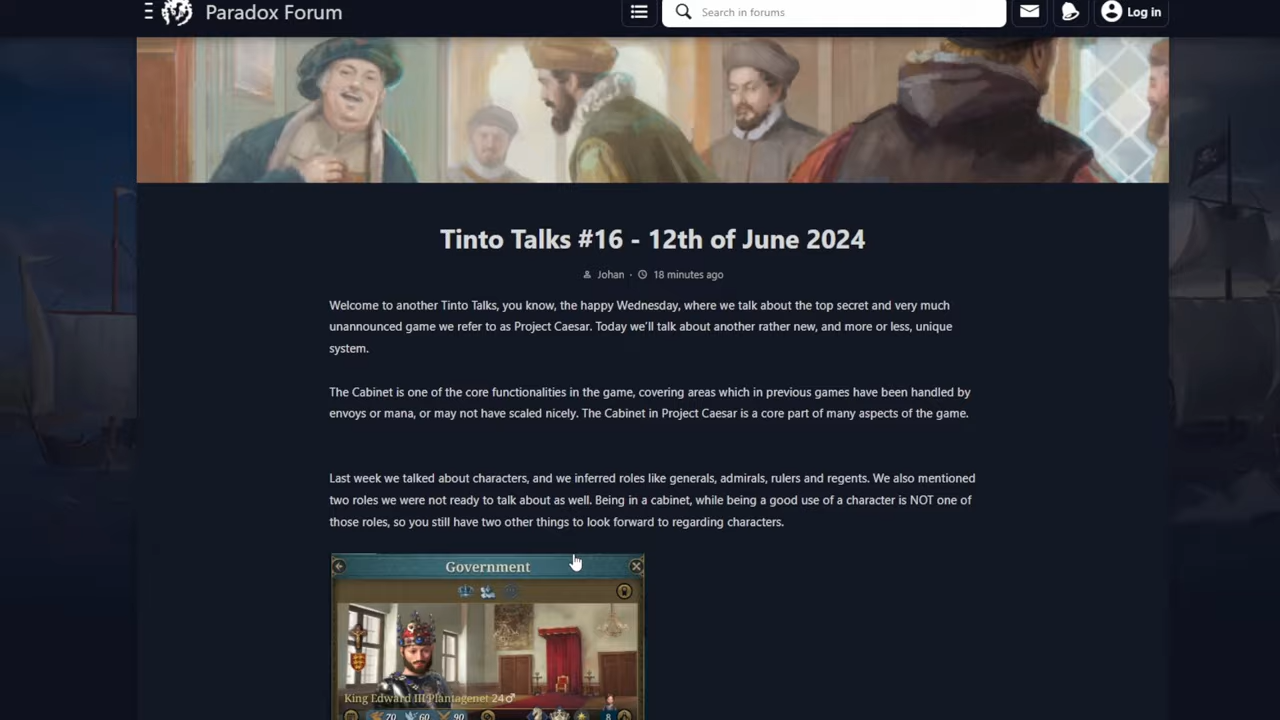 Paradox Forum
Search in forums
Log in
Tinto Talks #16 - 12th of June 2024
Johan · 18 minutes ago
Welcome to another Tinto Talks, you know, the happy Wednesday, where we talk about the top secret and very much
unannounced game we refer to as Project Caesar. Today we'll talk about another rather new, and more or less, unique
system.
The Cabinet is one of the core functionalities in the game, covering areas which in previous games have been handled by
envoys or mana, or may not have scaled nicely. The Cabinet in Project Caesar is a core part of many aspects of the game.
Last week we talked about characters, and we inferred roles like generals, admirals, rulers and regents. We also mentioned
two roles we were not ready to talk about as well. Being in a cabinet, while being a good use of a character is NOT one of
those roles, so you still have two other things to look forward to regarding characters.
Government
King Edward III Plantagenet 24♂
70 60 90 8